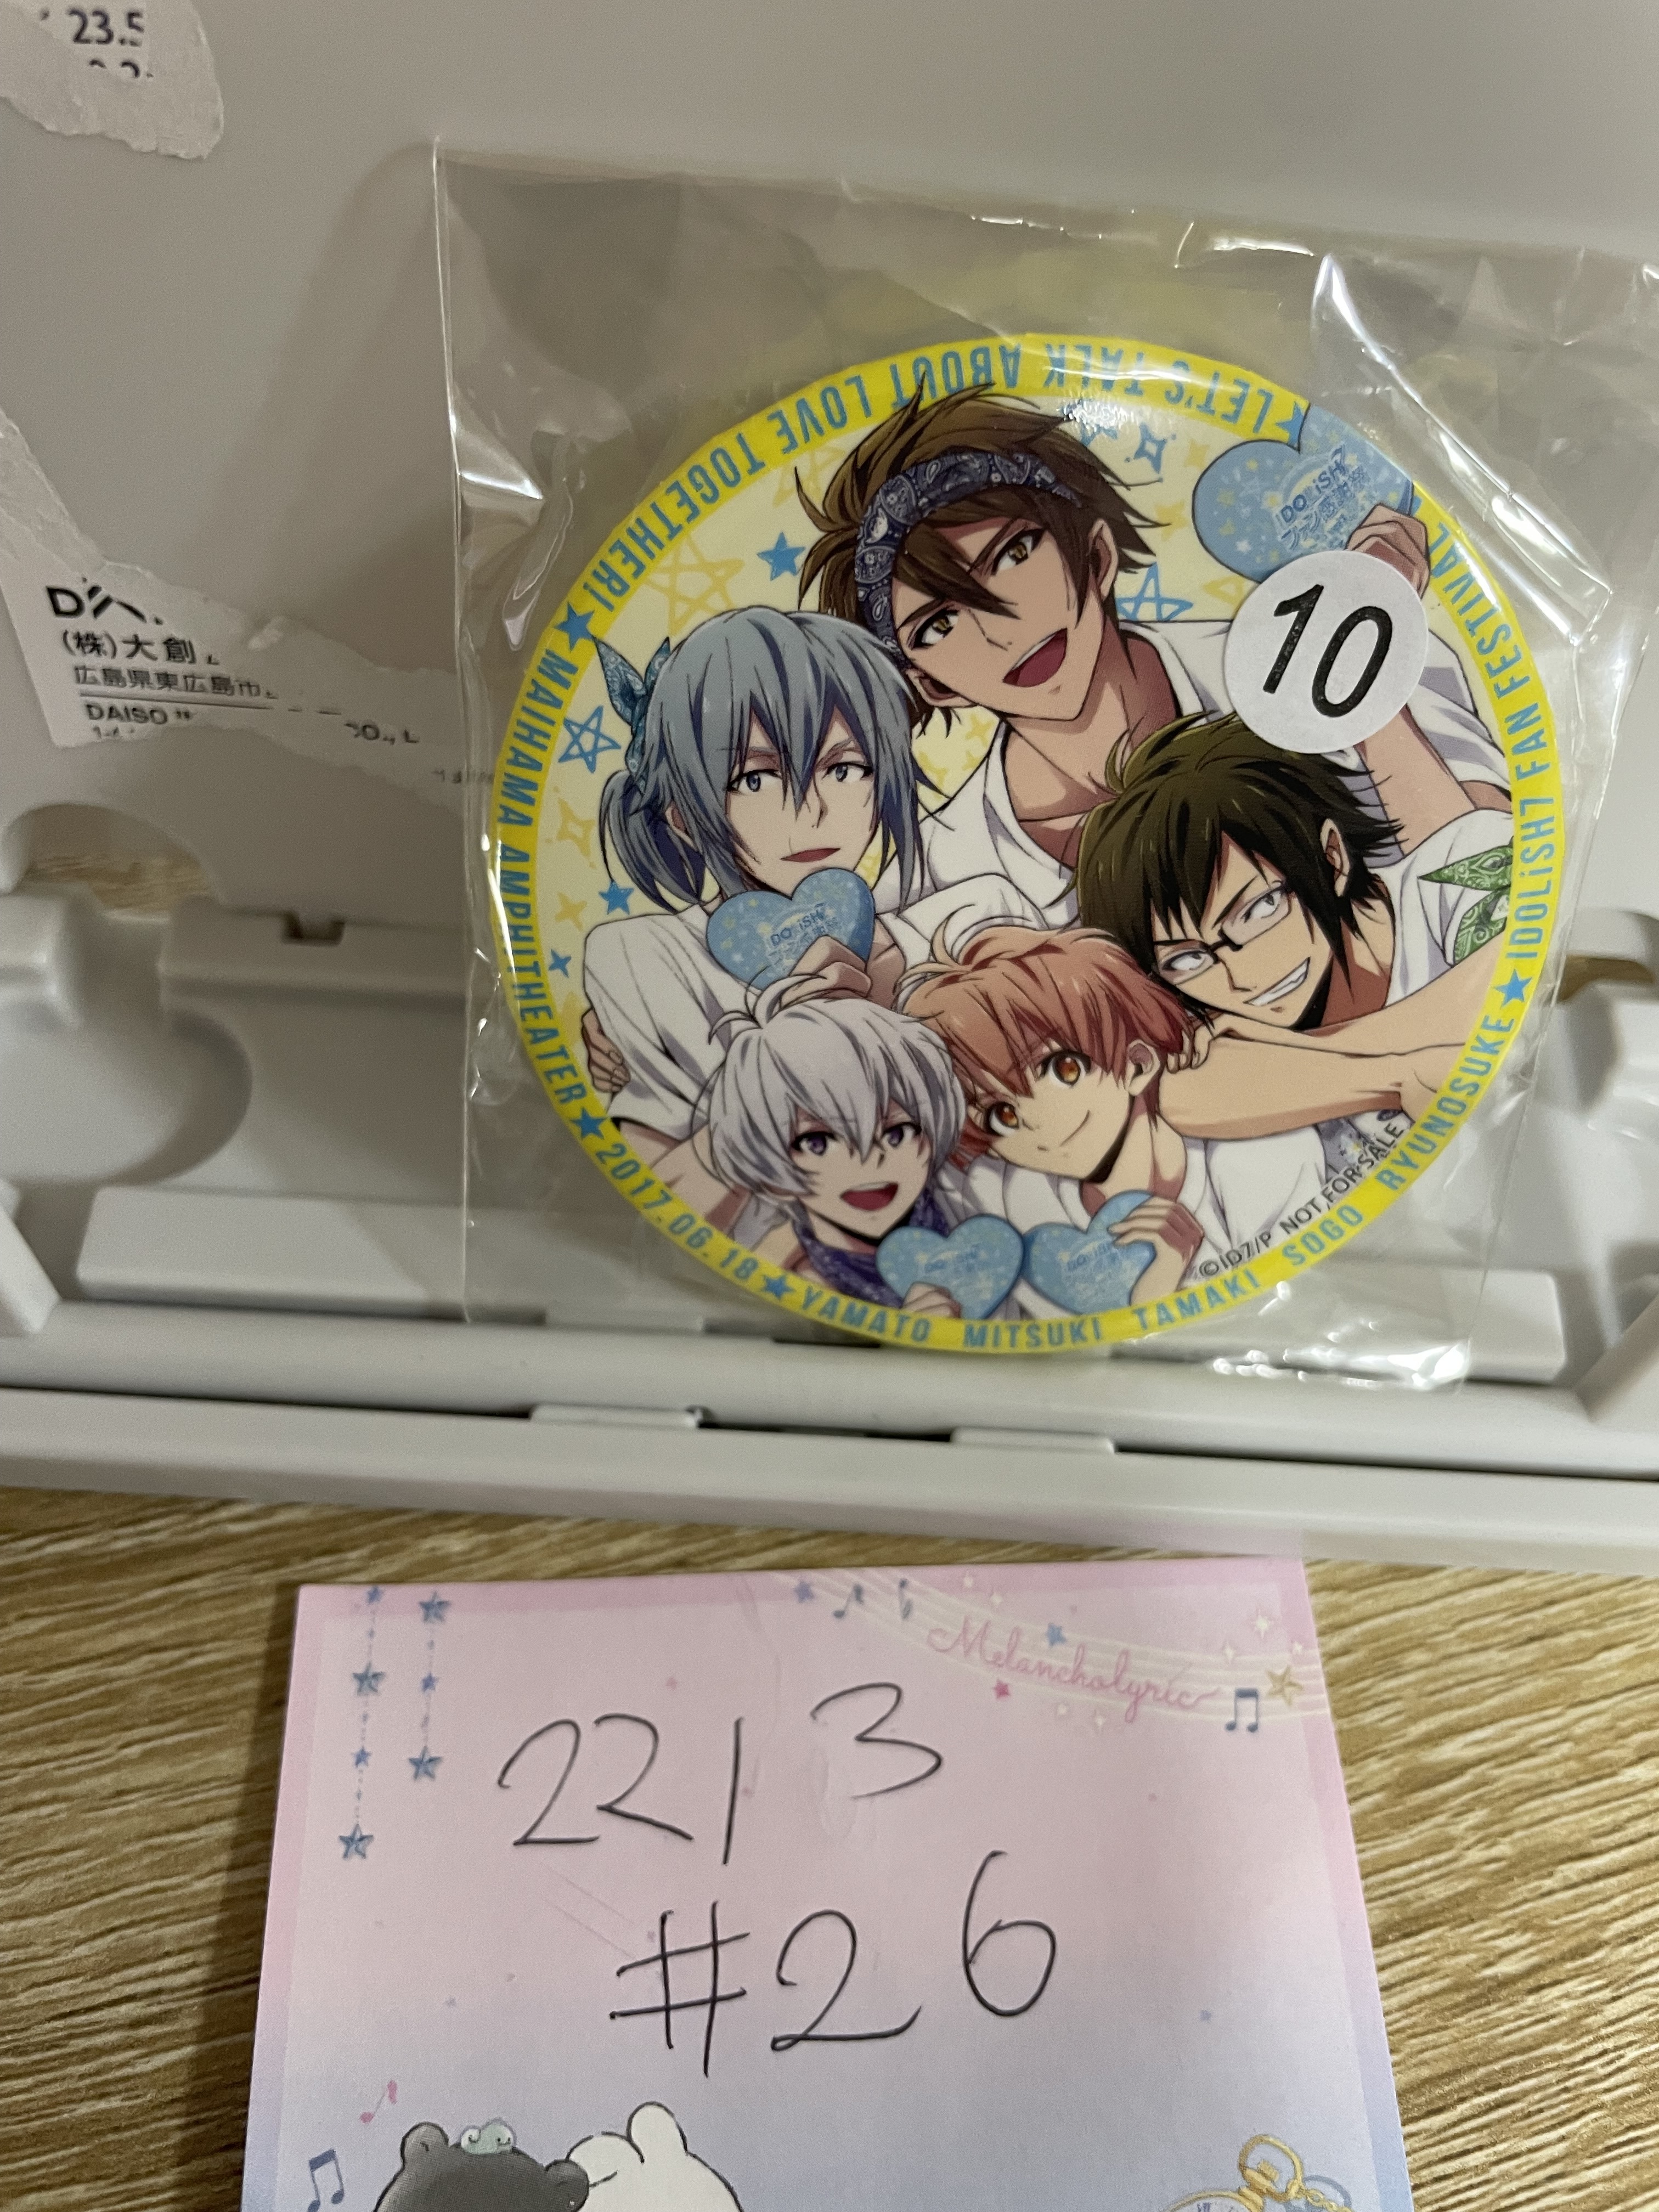 23.5
(株)大創
広島県東広島市
DAISO
★LET'S TALK ABOUT LOVE TOGETHER!
★MAIHAMA AMPHITHEATER
★2017.06.18
★YAMATO MITSUKI TAMAKI SOGO RYUNOSUKE
★IDOLiSH7 FAN FESTIVAL
IDOLiSH7
ファン感謝祭
10
©iD7/P NOT FOR SALE
Melancholyric
2213
#26